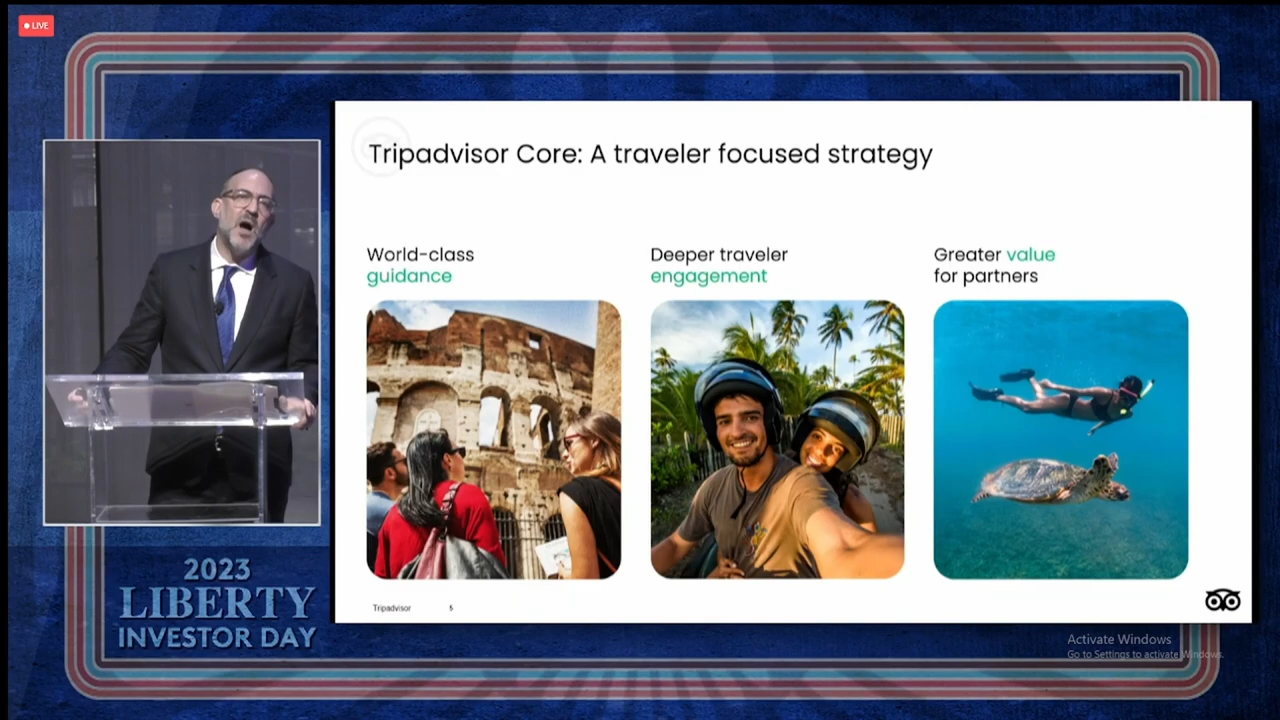 LIVE
Tripadvisor Core: A traveler focused strategy
World-class
guidance
Deeper traveler
engagement
Greater value
for partners
Tripadvisor 5
2023
LIBERTY
INVESTOR DAY
Activate Windows
Go to Settings to activate Windows.